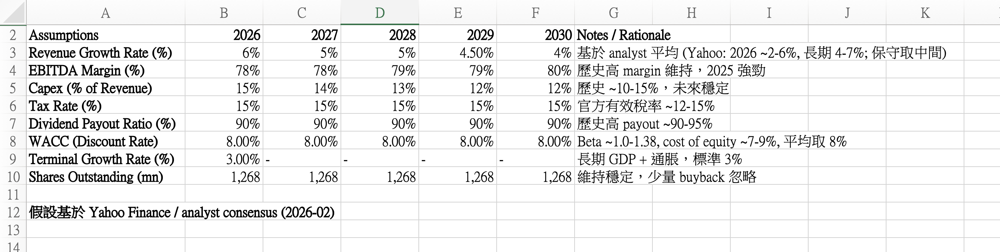 A B C D E F G H I J K
2 Assumptions 2026 2027 2028 2029 2030 Notes / Rationale
3 Revenue Growth Rate (%) 6% 5% 5% 4.50% 4% 基於 analyst 平均 (Yahoo: 2026 ~2-6%, 長期 4-7%; 保守取中間)
4 EBITDA Margin (%) 78% 78% 79% 79% 80% 歷史高 margin 維持，2025 強勁
5 Capex (% of Revenue) 15% 14% 13% 12% 12% 歷史 ~10-15%，未來穩定
6 Tax Rate (%) 15% 15% 15% 15% 15% 官方有效稅率 ~12-15%
7 Dividend Payout Ratio (%) 90% 90% 90% 90% 90% 歷史高 payout ~90-95%
8 WACC (Discount Rate) 8.00% 8.00% 8.00% 8.00% 8.00% Beta ~1.0-1.38, cost of equity ~7-9%, 平均取 8%
9 Terminal Growth Rate (%) 3.00% - - - - 長期 GDP + 通脹，標準 3%
10 Shares Outstanding (mn) 1,268 1,268 1,268 1,268 1,268 維持穩定，少量 buyback 忽略
11
12 假設基於 Yahoo Finance / analyst consensus (2026-02)
13
14